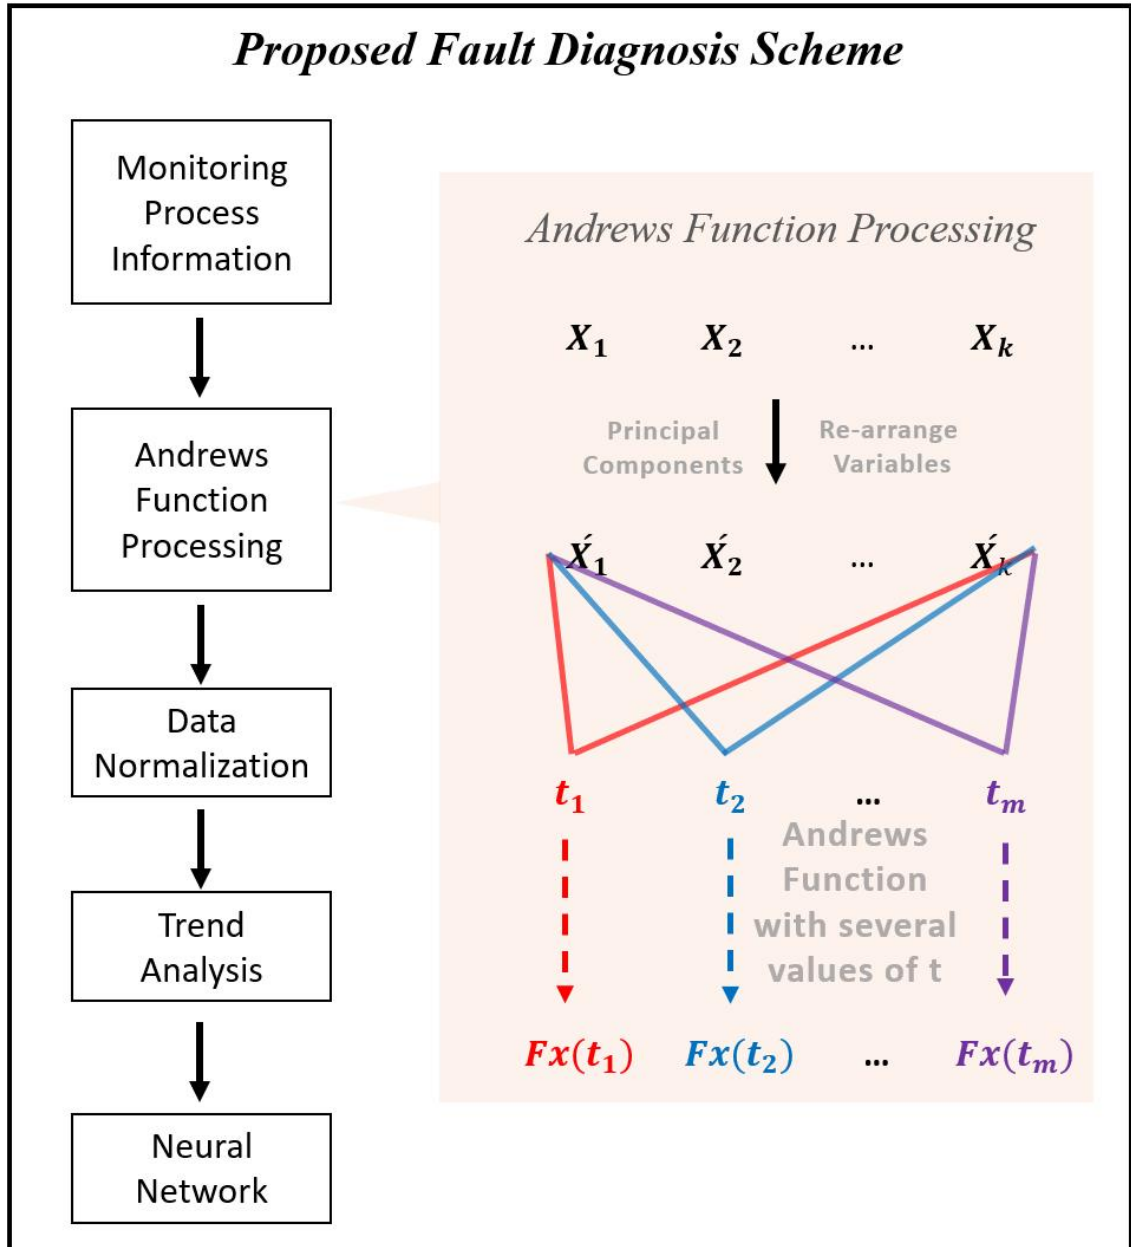 Proposed Fault Diagnosis Scheme
Monitoring
Process
Information
Andrews
Function
Processing
Data
Normalization
Trend
Analysis
Neural
Network
Andrews Function Processing
X₁ X₂ ... Xₖ
Principal
Components
Re-arrange
Variables
X́₁ X́₂ ... X́ₖ
t₁ t₂ ... tₘ
Andrews
Function
with several
values of t
Fx(t₁) Fx(t₂) ... Fx(tₘ)